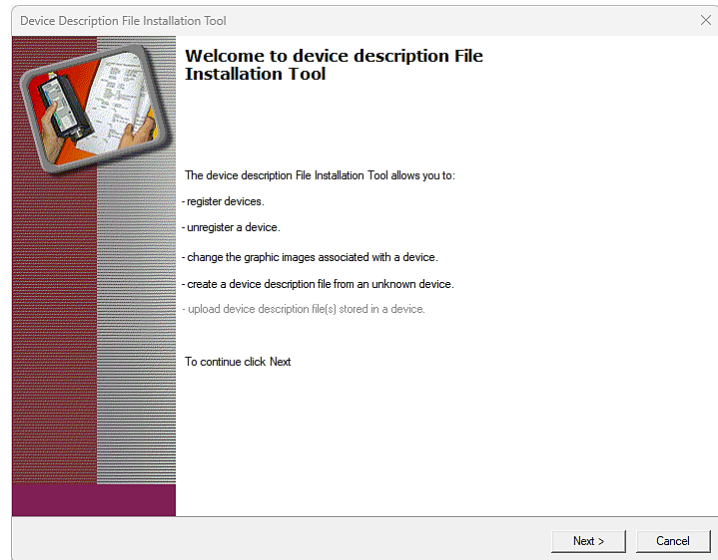 Device Description File Installation Tool
Welcome to device description File
Installation Tool
The device description File Installation Tool allows you to:
- register devices.
- unregister a device.
- change the graphic images associated with a device.
- create a device description file from an unknown device.
- upload device description file(s) stored in a device.
To continue click Next
Next >
Cancel